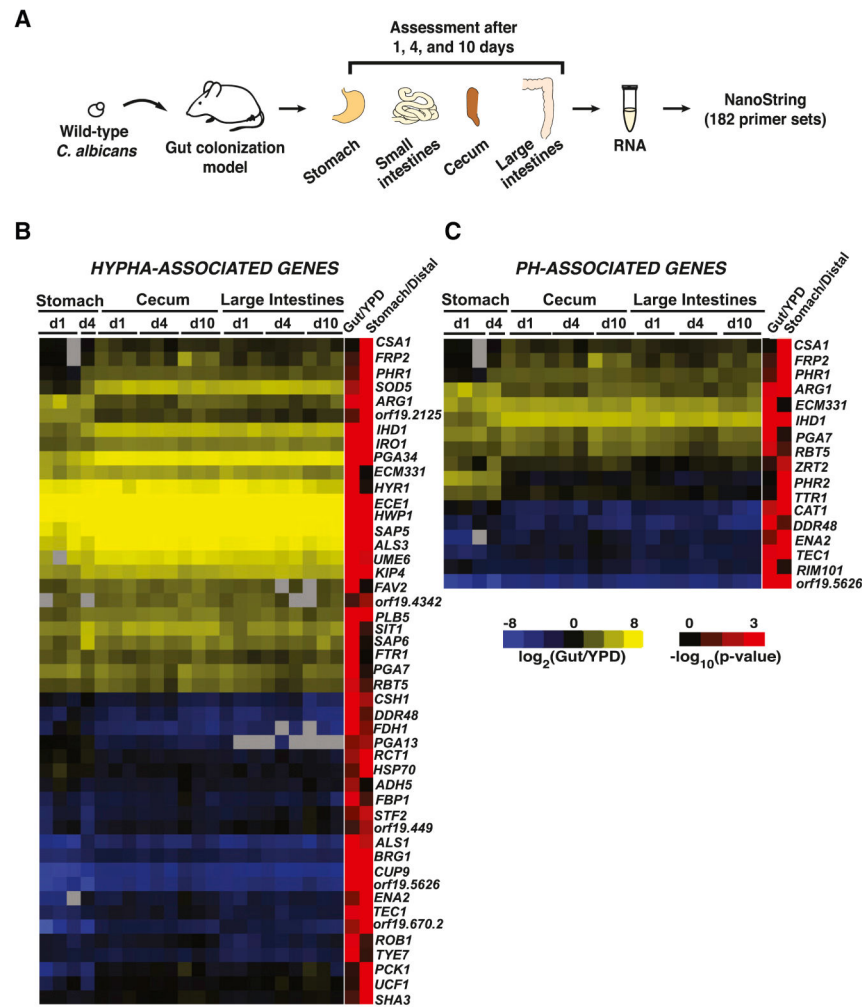 A
Assessment after
1, 4, and 10 days
Wild-type
C. albicans
Gut colonization
model
Stomach
Small
intestines
Cecum
Large
intestines
RNA
NanoString
(182 primer sets)
B
HYPHA-ASSOCIATED GENES
Stomach Cecum Large Intestines
Gut/YPD
Stomach/Distal
d1 d4 d1 d4 d10 d1 d4 d10
CSA1
FRP2
PHR1
SOD5
ARG1
orf19.2125
IHD1
IRO1
PGA34
ECM331
HYR1
ECE1
HWP1
SAP5
ALS3
UME6
KIP4
FAV2
orf19.4342
PLB5
SIT1
SAP6
FTR1
PGA7
RBT5
CSH1
DDR48
FDH1
PGA13
RCT1
HSP70
ADH5
FBP1
STF2
orf19.449
ALS1
BRG1
CUP9
orf19.5626
ENA2
TEC1
orf19.670.2
ROB1
TYE7
PCK1
UCF1
SHA3
C
PH-ASSOCIATED GENES
Stomach Cecum Large Intestines
Gut/YPD
Stomach/Distal
d1 d4 d1 d4 d10 d1 d4 d10
CSA1
FRP2
PHR1
ARG1
ECM331
IHD1
PGA7
RBT5
ZRT2
PHR2
TTR1
CAT1
DDR48
ENA2
TEC1
RIM101
orf19.5626
-8 0 8
log2(Gut/YPD)
0 3
-log10(p-value)